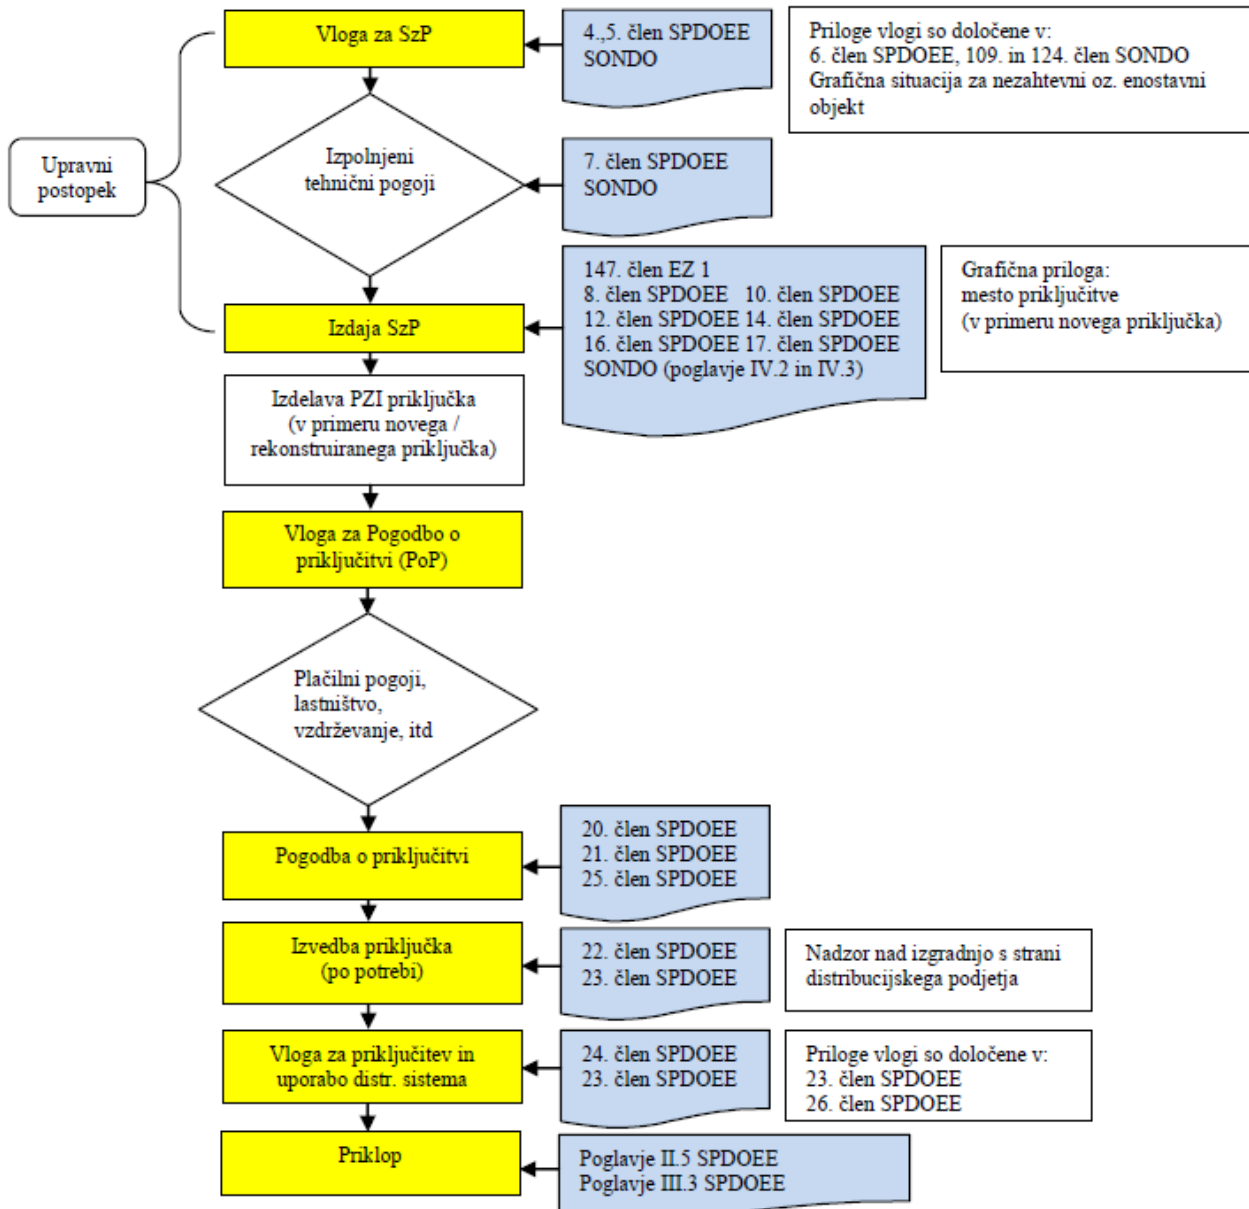 Vloga za SzP
4.,5. člen SPDOEE
SONDO
Priloge vlogi so določene v:
6. člen SPDOEE, 109. in 124. člen SONDO
Grafična situacija za nezahtevni oz. enostavni
objekt
Upravni
postopek
Izpolnjeni
tehnični pogoji
7. člen SPDOEE
SONDO
Izdaja SzP
147. člen EZ 1
8. člen SPDOEE 10. člen SPDOEE
12. člen SPDOEE 14. člen SPDOEE
16. člen SPDOEE 17. člen SPDOEE
SONDO (poglavje IV.2 in IV.3)
Grafična priloga:
mesto priključitve
(v primeru novega priključka)
Izdelava PZI priključka
(v primeru novega /
rekonstruiranega priključka)
Vloga za Pogodbo o
priključitvi (PoP)
Plačilni pogoji,
lastništvo,
vzdrževanje, itd
Pogodba o priključitvi
20. člen SPDOEE
21. člen SPDOEE
25. člen SPDOEE
Izvedba priključka
(po potrebi)
22. člen SPDOEE
23. člen SPDOEE
Nadzor nad izgradnjo s strani
distribucijskega podjetja
Vloga za priključitev in
uporabo distr. sistema
24. člen SPDOEE
23. člen SPDOEE
Priloge vlogi so določene v:
23. člen SPDOEE
26. člen SPDOEE
Priklop
Poglavje II.5 SPDOEE
Poglavje III.3 SPDOEE